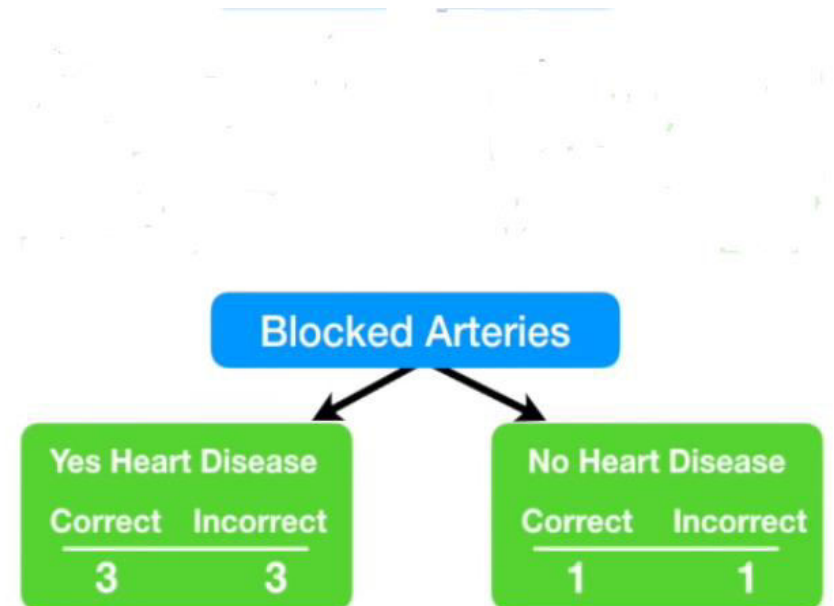 Blocked Arteries
Yes Heart Disease
Correct Incorrect
3 3
No Heart Disease
Correct Incorrect
1 1